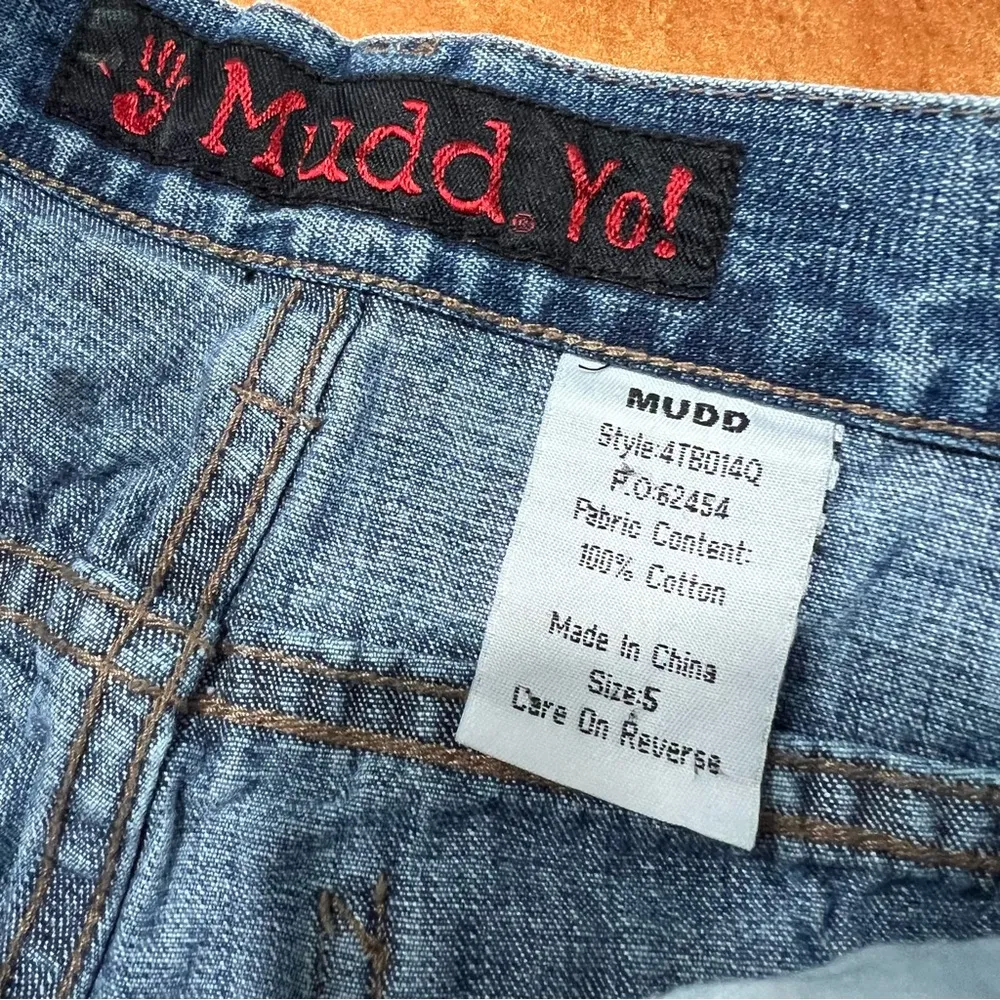 Mudd® Yo!
MUDD
Style:4TB014Q
P.O:62454
Fabric Content:
100% Cotton
Made In China
Size:5
Care On Reverse